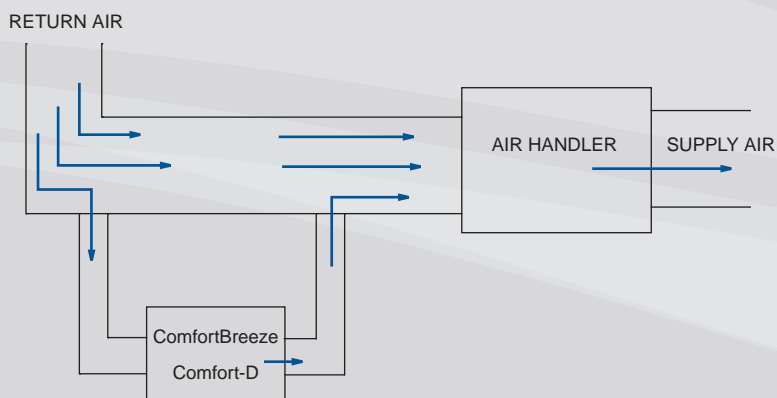 RETURN AIR
AIR HANDLER
SUPPLY AIR
ComfortBreeze
Comfort-D